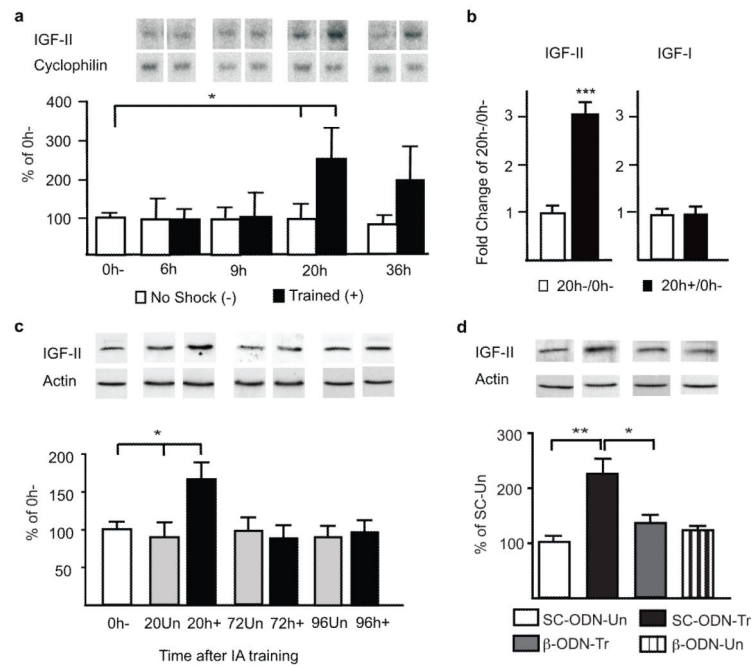 a
IGF-II
Cyclophilin
% of 0h-
400
300
200
100
*
0h- 6h 9h 20h 36h
No Shock (-) Trained (+)
b
IGF-II IGF-I
Fold Change of 20h-/0h-
3
2
1
***
3
2
1
20h-/0h- 20h+/0h-
c
IGF-II
Actin
% of 0h-
200
150
100
50
*
0h- 20Un 20h+ 72Un 72h+ 96Un 96h+
Time after IA training
d
IGF-II
Actin
% of SC-Un
300
200
100
** *
SC-ODN-Un SC-ODN-Tr
β-ODN-Tr β-ODN-Un